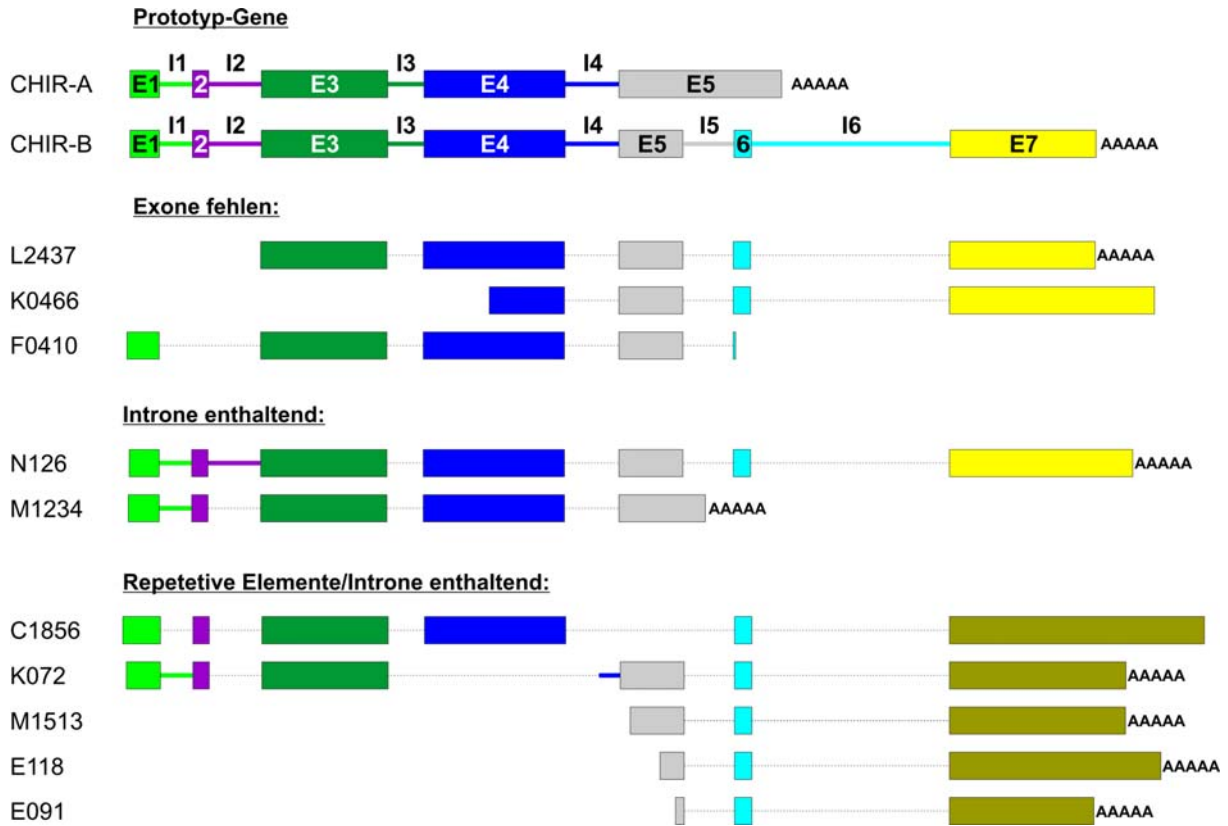 Prototyp-Gene
I1 I2 I3 I4
CHIR-A E1 2 E3 E4 E5 AAAAA
I1 I2 I3 I4 I5 I6
CHIR-B E1 2 E3 E4 E5 6 E7 AAAAA
Exone fehlen:
L2437 AAAAA
K0466
F0410
Introne enthaltend:
N126 AAAAA
M1234 AAAAA
Repetetive Elemente/Introne enthaltend:
C1856
K072 AAAAA
M1513 AAAAA
E118 AAAAA
E091 AAAAA